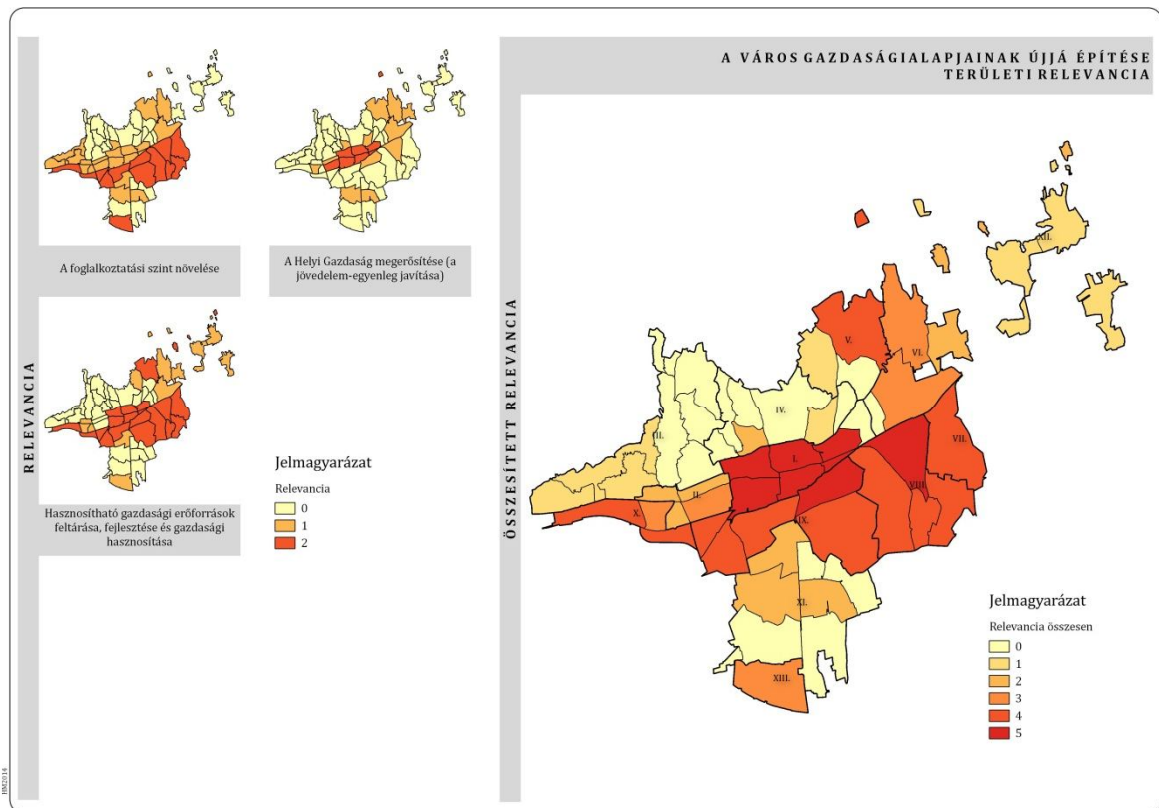 RELEVANCIA
A foglalkoztatási szint növelése
A Helyi Gazdaság megerősítése (a
jövedelem-egyenleg javítása)
Hasznosítható gazdasági erőforrások
feltárása, fejlesztése és gazdasági
hasznosítása
Jelmagyarázat
Relevancia
0
1
2
ÖSSZESÍTETT RELEVANCIA
A VÁROS GAZDASÁGIALAPJAINAK ÚJJÁ ÉPÍTÉSE
TERÜLETI RELEVANCIA
XII.
V.
VI.
IV.
III.
VII.
I.
VIII.
II.
X.
IX.
XI.
XIII.
Jelmagyarázat
Relevancia összesen
0
1
2
3
4
5
HM2014